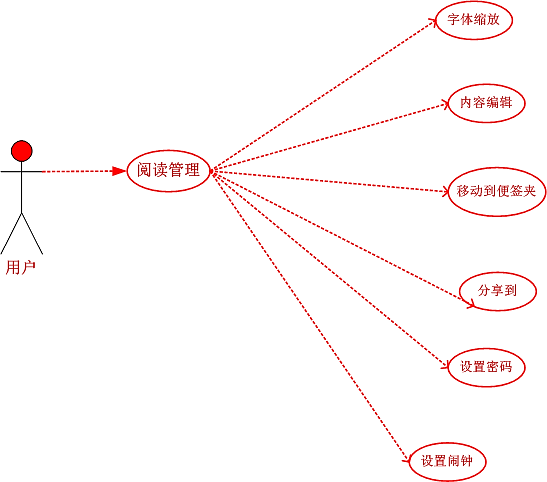 字体缩放
内容编辑
阅读管理
移动到便签夹
用户
分享到
设置密码
设置闹钟